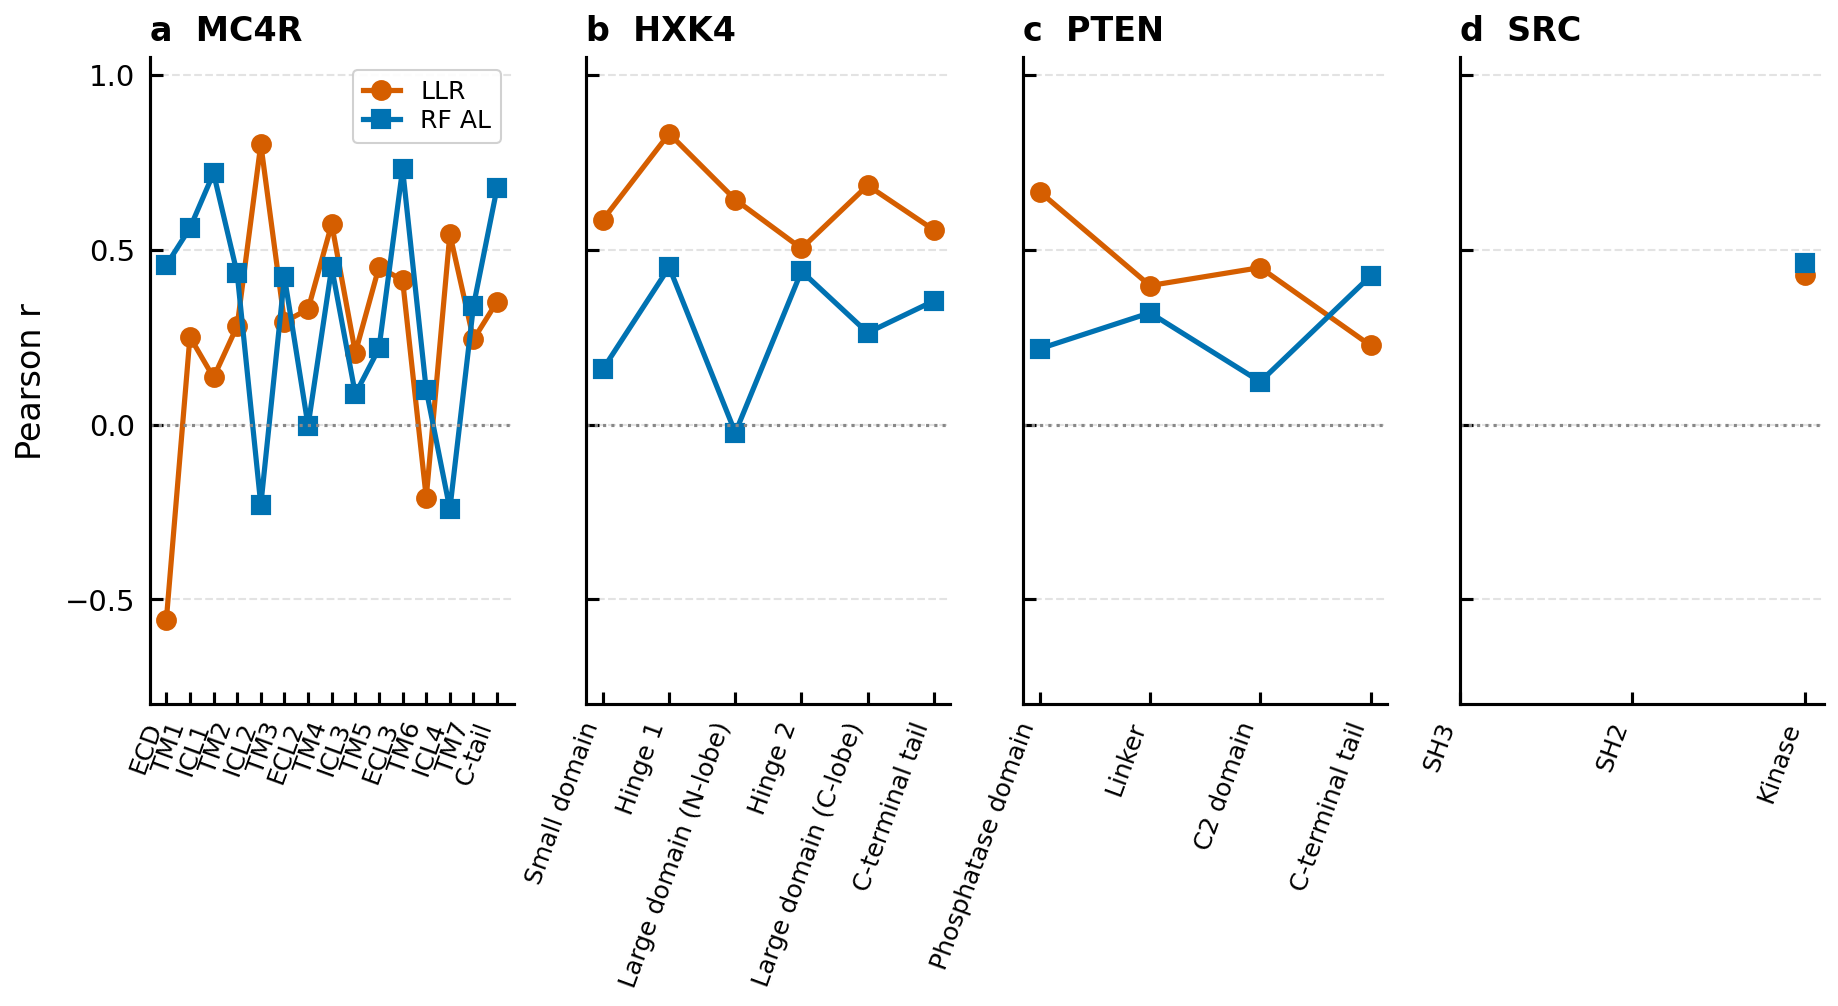 a MC4R
b HXK4
c PTEN
d SRC
LLR
RF AL
Pearson r
1.0
0.5
0.0
−0.5
ECD
TM1
ICL1
TM2
ICL2
TM3
ECL2
TM4
ICL3
TM5
ECL3
TM6
ICL4
TM7
C-tail
Small domain
Hinge 1
Large domain (N-lobe)
Hinge 2
Large domain (C-lobe)
C-terminal tail
Phosphatase domain
Linker
C2 domain
C-terminal tail
SH3
SH2
Kinase